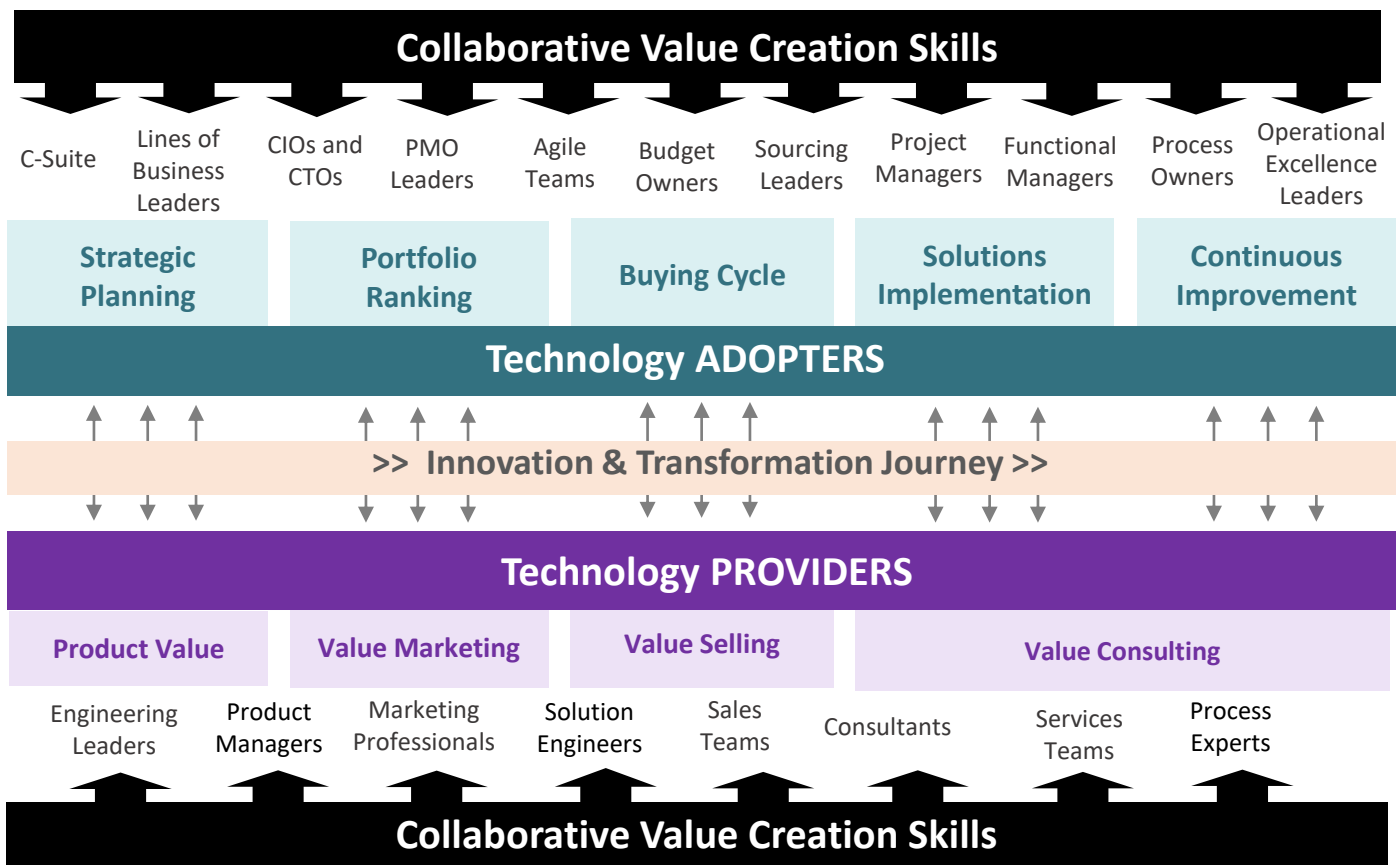 Collaborative Value Creation Skills
C-Suite
Lines of
Business
Leaders
CIOs and
CTOs
PMO
Leaders
Agile
Teams
Budget
Owners
Sourcing
Leaders
Project
Managers
Functional
Managers
Process
Owners
Operational
Excellence
Leaders
Strategic
Planning
Portfolio
Ranking
Buying Cycle
Solutions
Implementation
Continuous
Improvement
Technology ADOPTERS
>> Innovation & Transformation Journey >>
Technology PROVIDERS
Product Value
Value Marketing
Value Selling
Value Consulting
Engineering
Leaders
Product
Managers
Marketing
Professionals
Solution
Engineers
Sales
Teams
Consultants
Services
Teams
Process
Experts
Collaborative Value Creation Skills